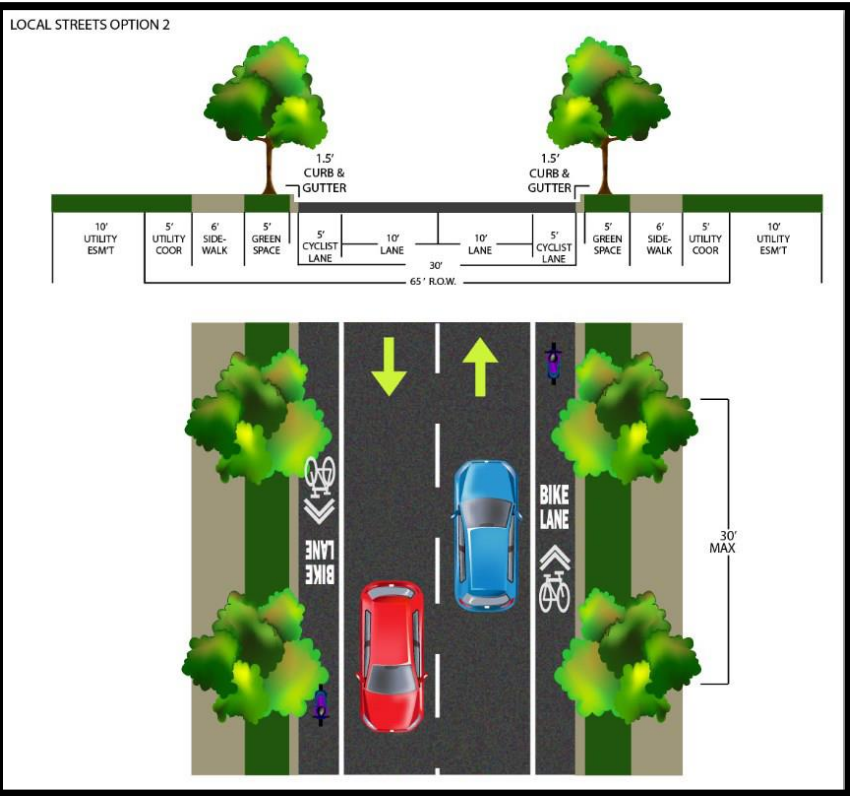 LOCAL STREETS OPTION 2
1.5'
CURB &
GUTTER
1.5'
CURB &
GUTTER
10'
UTILITY
ESM'T
5'
UTILITY
COOR
6'
SIDE-
WALK
5'
GREEN
SPACE
5'
CYCLIST
LANE
10'
LANE
10'
LANE
5'
CYCLIST
LANE
5'
GREEN
SPACE
6'
SIDE-
WALK
5'
UTILITY
COOR
10'
UTILITY
ESM'T
30'
65' R.O.W.
BIKE
LANE
BIKE
LANE
30'
MAX